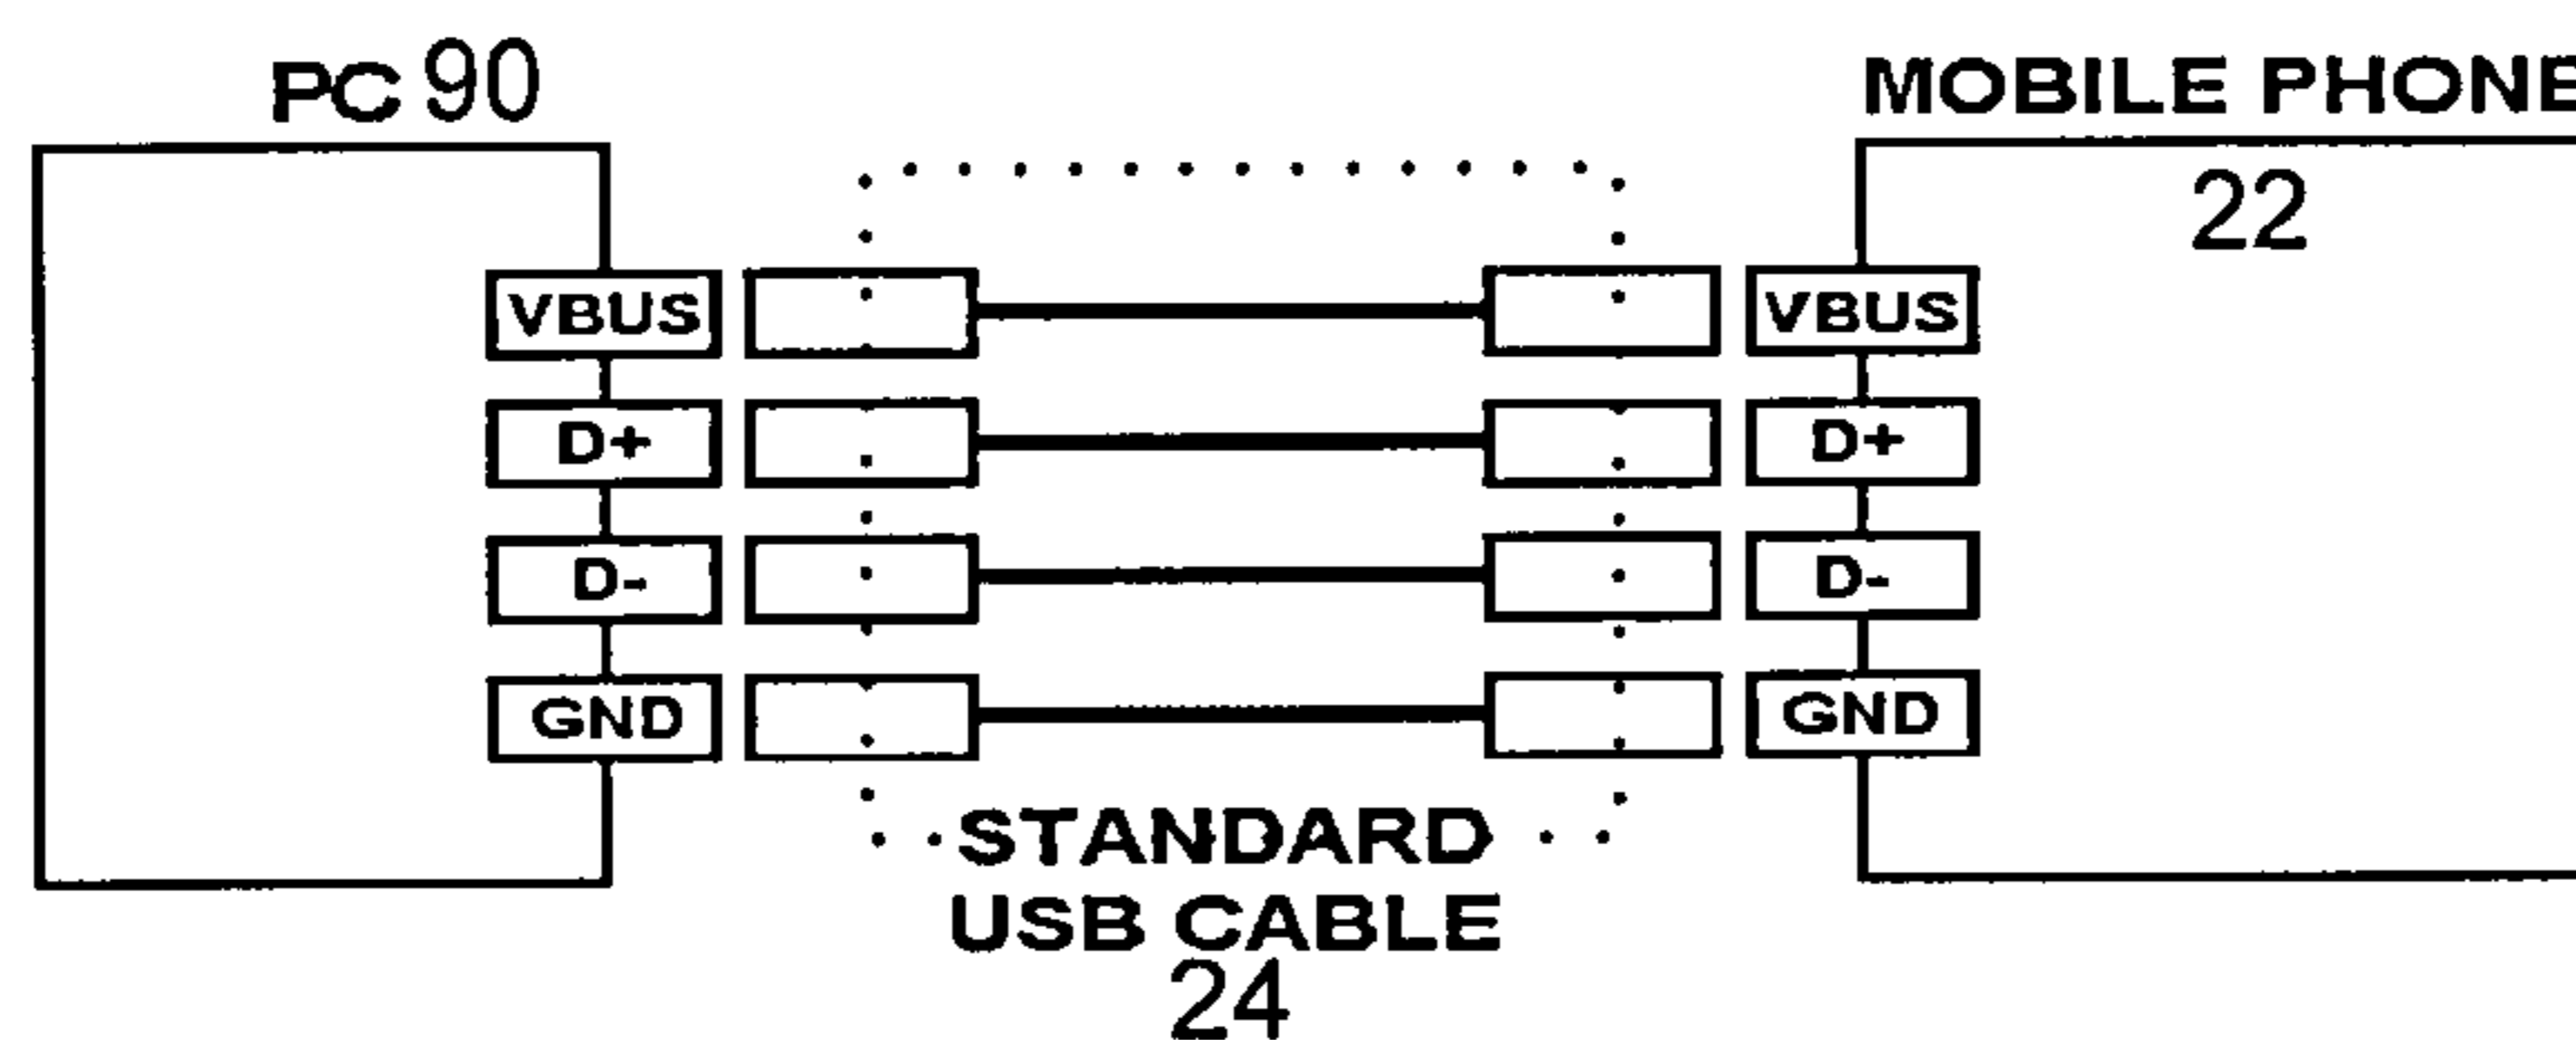 PC 90
MOBILE PHONE
22
VBUS VBUS
D+ D+
D- D-
GND GND
STANDARD
USB CABLE
24